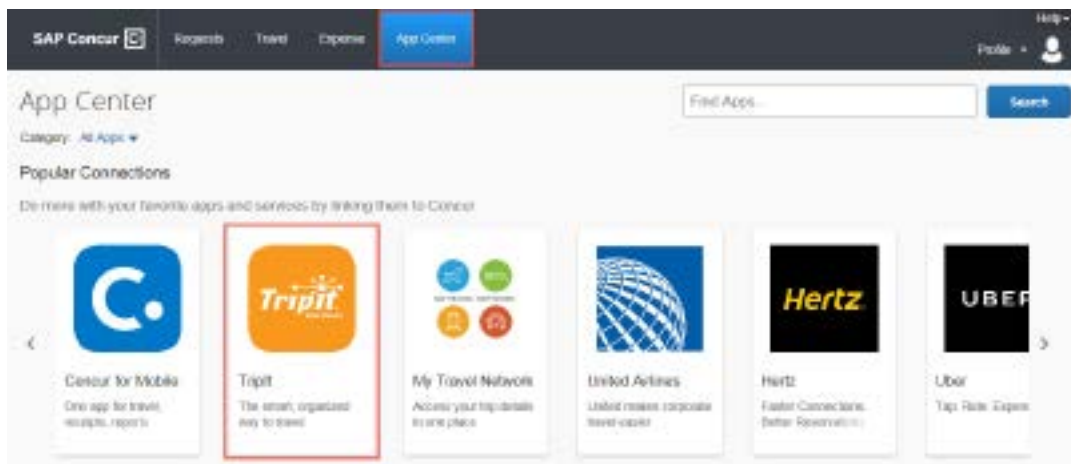 Help
SAP Concur C Requests Travel Expense App Center
Profile
App Center
Find Apps...
Search
Category: All Apps
Popular Connections
Do more with your favorite apps and services by linking them to Concur
C.
TripIt
Hertz
UBER
Concur for Mobile
One app for travel,
receipts, reports
TripIt
The smart, organized
way to travel
My Travel Network
Access your trip details
in one place
United Airlines
United makes corporate
travel easier
Hertz
Faster Connections.
Better Reservations
Uber
Tap. Ride. Expen